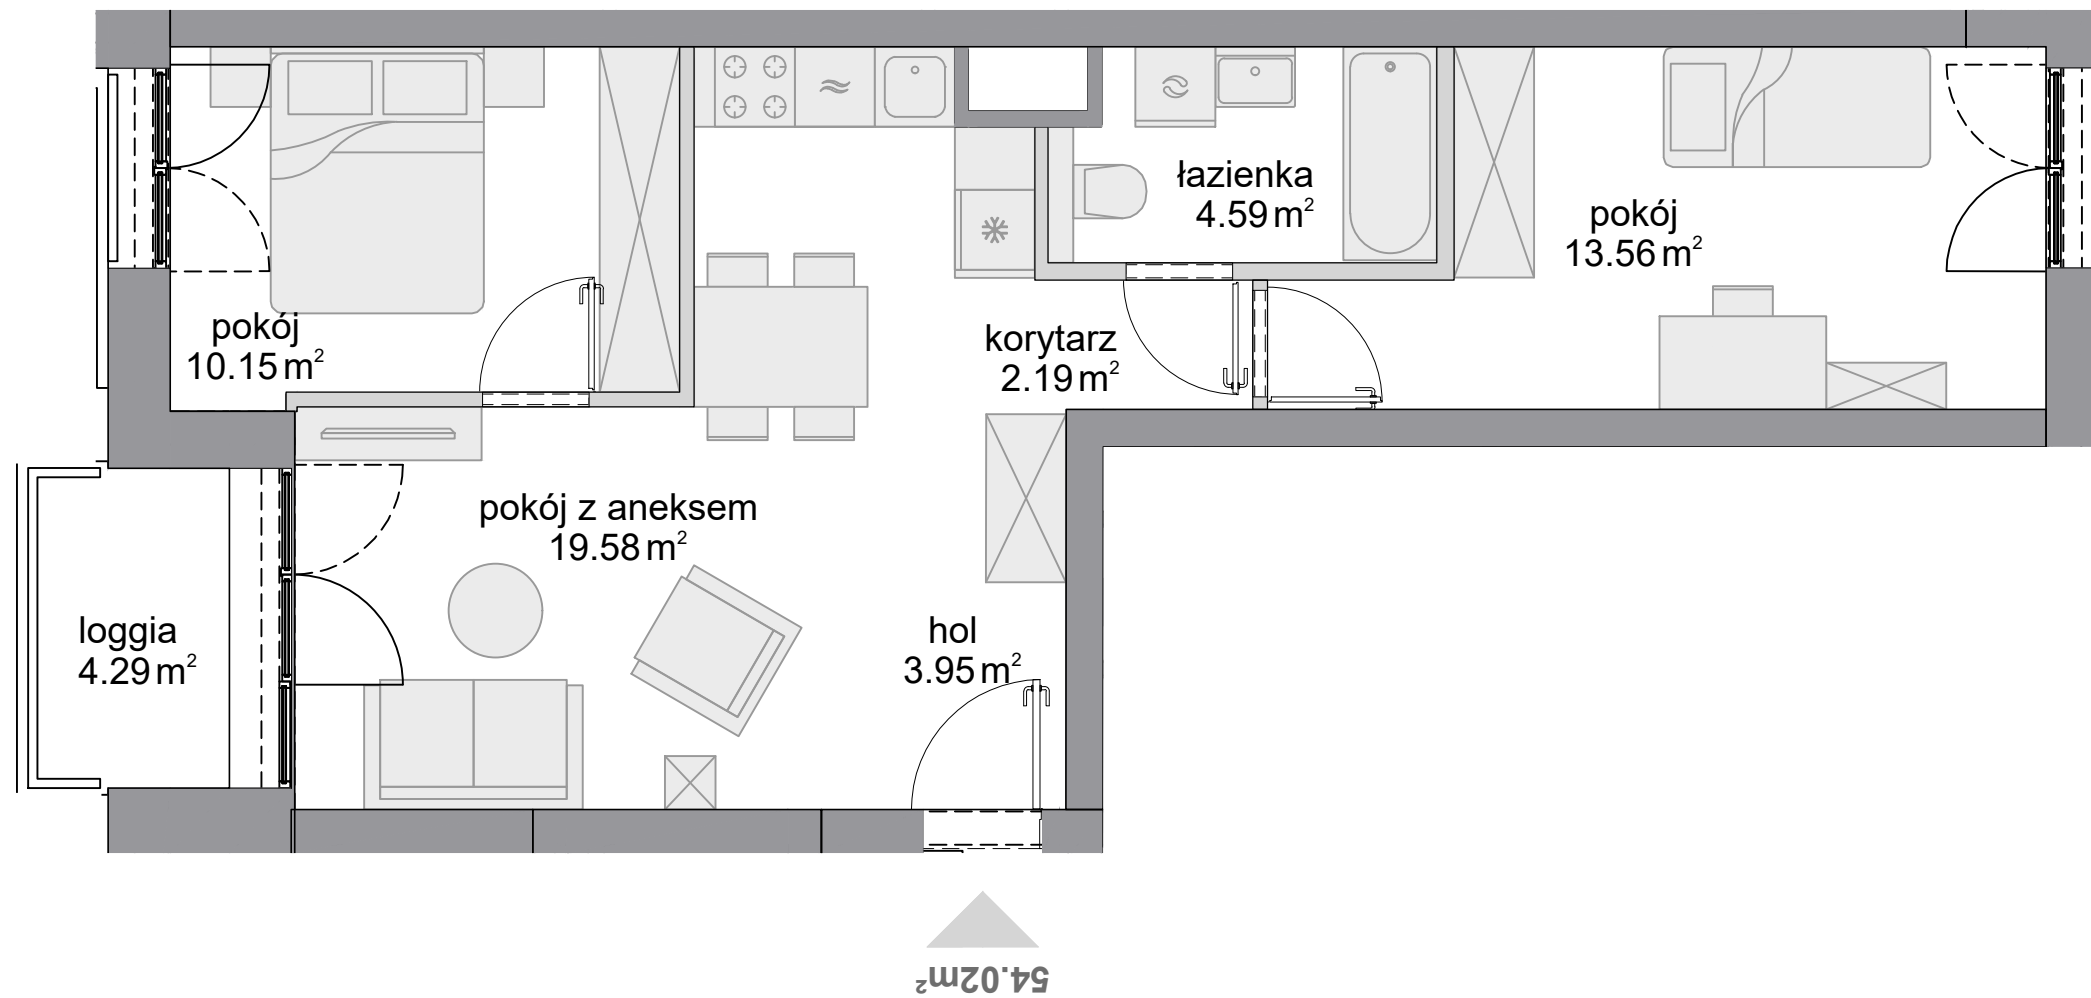 łazienka
4.59 m²
pokój
13.56 m²
pokój
10.15 m²
korytarz
2.19 m²
pokój z aneksem
19.58 m²
loggia
4.29 m²
hol
3.95 m²
54.02m²